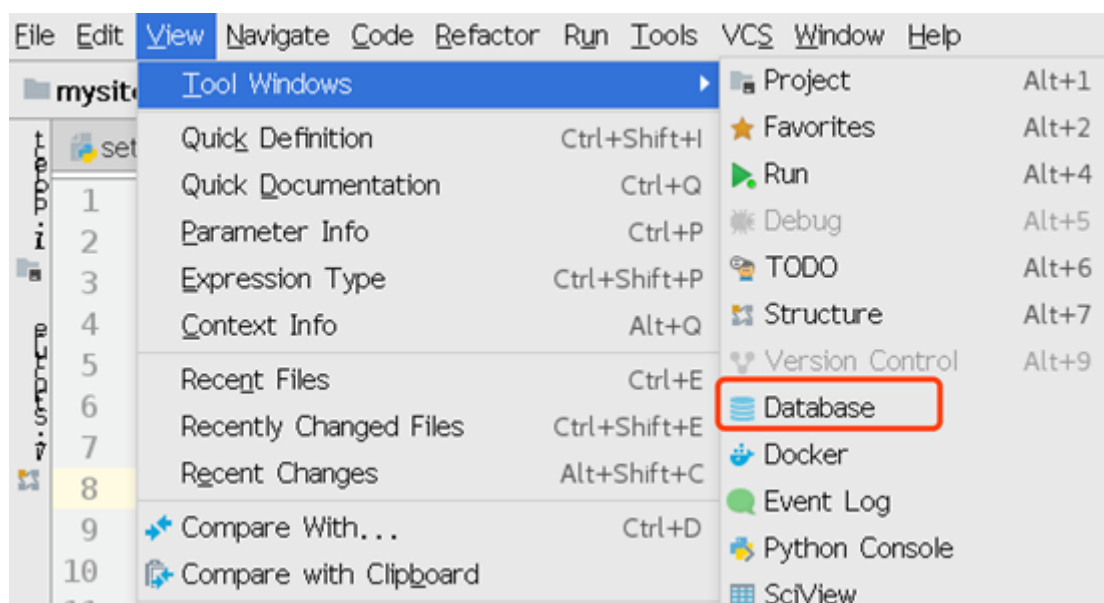 File Edit View Navigate Code Refactor Run Tools VCS Window Help
mysit
set
1
2
3
4
5
6
7
8
9
10
Tool Windows
Quick Definition Ctrl+Shift+I
Quick Documentation Ctrl+Q
Parameter Info Ctrl+P
Expression Type Ctrl+Shift+P
Context Info Alt+Q
Recent Files Ctrl+E
Recently Changed Files Ctrl+Shift+E
Recent Changes Alt+Shift+C
Compare With... Ctrl+D
Compare with Clipboard
Project Alt+1
Favorites Alt+2
Run Alt+4
Debug Alt+5
TODO Alt+6
Structure Alt+7
Version Control Alt+9
Database
Docker
Event Log
Python Console
SciView